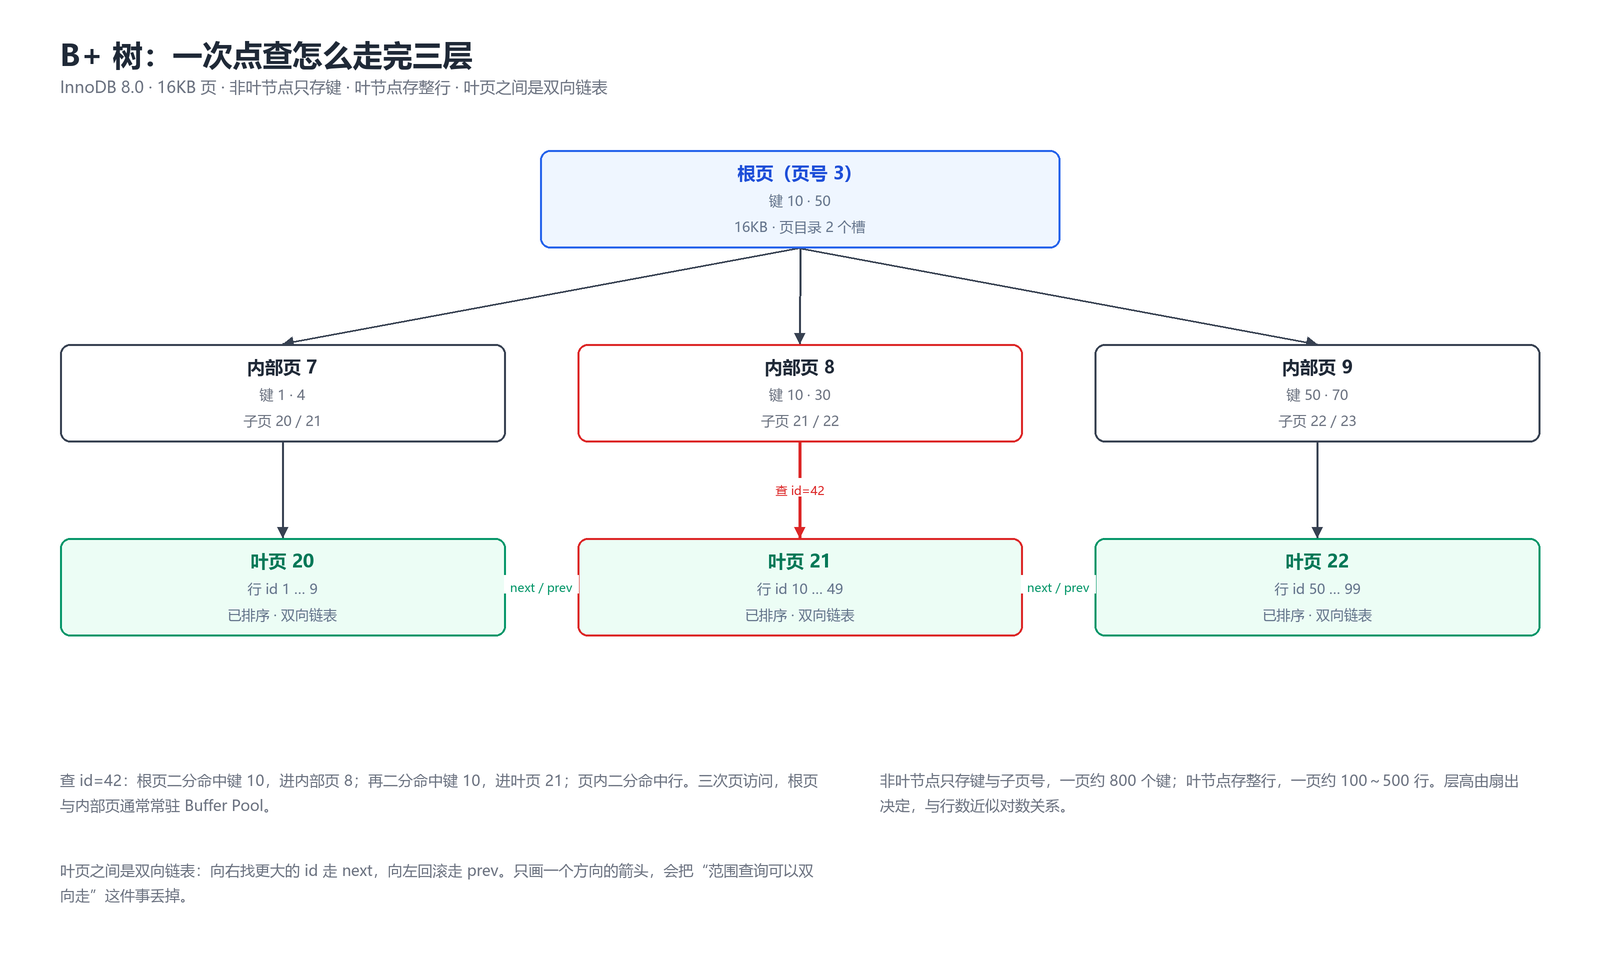 B+ 树：一次点查怎么走完三层
InnoDB 8.0 · 16KB 页 · 非叶节点只存键 · 叶节点存整行 · 叶页之间是双向链表
根页（页号 3）
键 10 · 50
16KB · 页目录 2 个槽
内部页 7
键 1 · 4
子页 20 / 21
内部页 8
键 10 · 30
子页 21 / 22
内部页 9
键 50 · 70
子页 22 / 23
查 id=42
叶页 20
行 id 1 … 9
已排序 · 双向链表
next / prev
叶页 21
行 id 10 … 49
已排序 · 双向链表
next / prev
叶页 22
行 id 50 … 99
已排序 · 双向链表
查 id=42：根页二分命中键 10，进内部页 8；再二分命中键 10，进叶页 21；页内二分命中行。三次页访问，根页
与内部页通常常驻 Buffer Pool。
非叶节点只存键与子页号，一页约 800 个键；叶节点存整行，一页约 100～500 行。层高由扇出
决定，与行数近似对数关系。
叶页之间是双向链表：向右找更大的 id 走 next，向左回滚走 prev。只画一个方向的箭头，会把“范围查询可以双
向走”这件事丢掉。